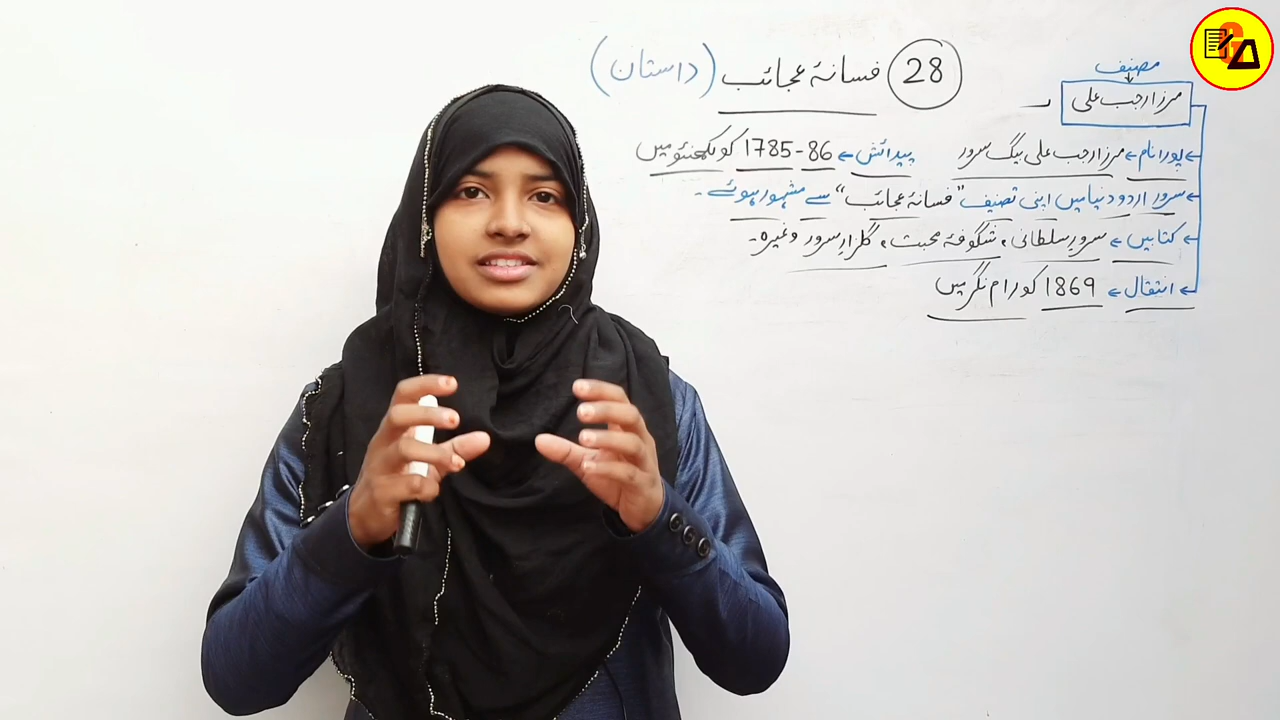 28 فسانۂ عجائب (داستان)
مصنف
مرزا رجب علی
پورا نام ← مرزا رجب علی بیگ سرور پیدائش ← 1785-86 کو لکھنئو میں
سرور اردو دنیا میں اپنی تصنیف "فسانۂ عجائب" سے مشہور ہوئے۔
کتابیں ← سرورِ سلطانی، شگوفۂ محبت، گلزارِ سرور وغیرہ۔
انتقال ← 1869 کو رام نگر میں